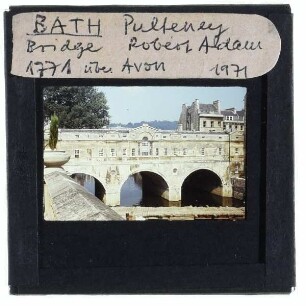 BATH Pulteney
Bridge Robert Adam
1771 über Avon 1971